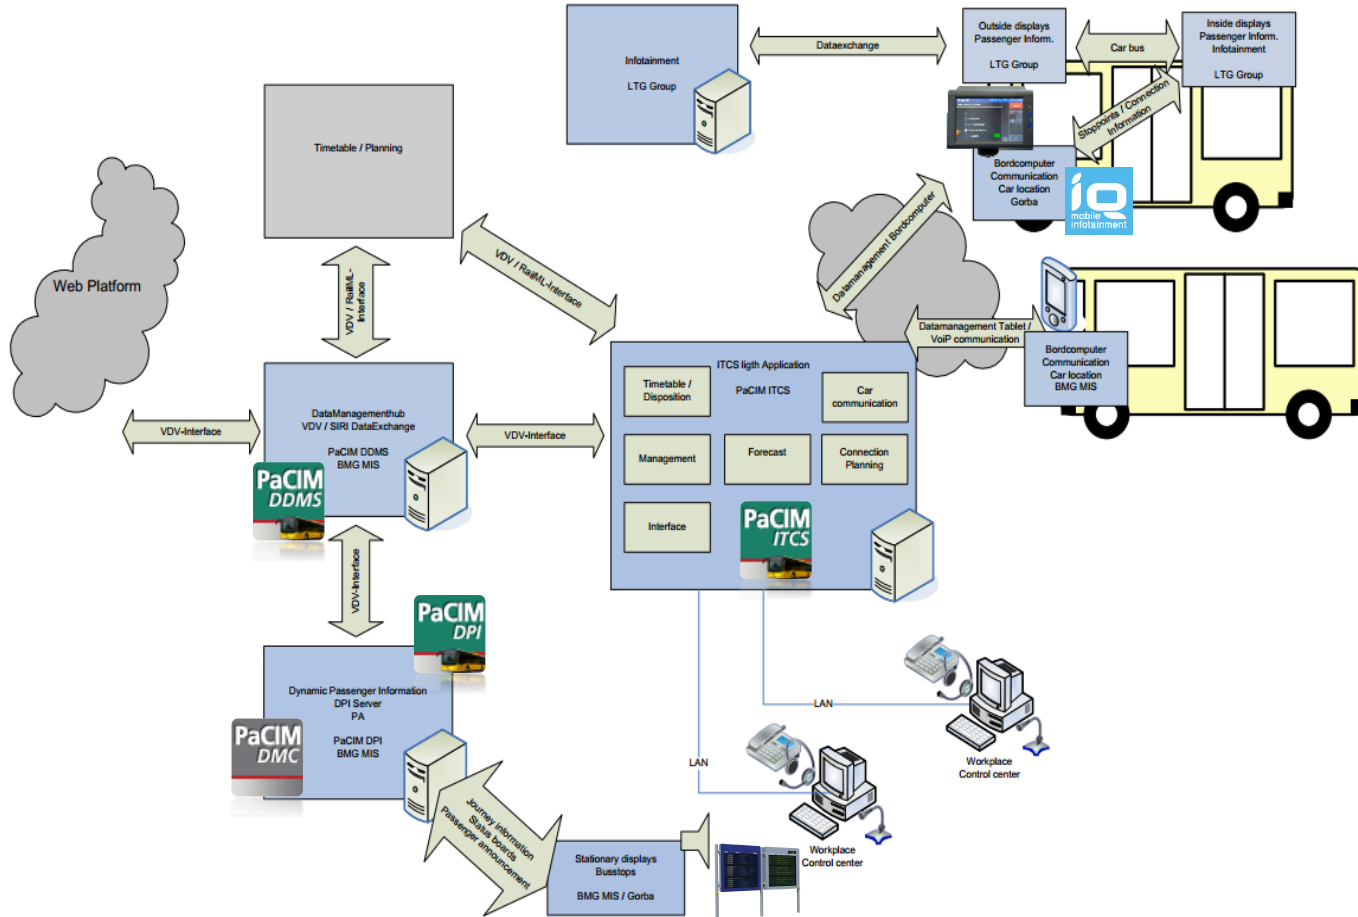 Infotainment
LTG Group
Dataexchange
Outside displays
Passenger Inform.
LTG Group
Car bus
Inside displays
Passenger Inform.
Infotainment
LTG Group
Stoppoints / Connection
Information
Bordcomputer
Communication
Car location
Gorba
iQ
mobile
infotainment
Timetable / Planning
Web Platform
VDV / RailML-
Interface
VDV / RailML-Interface
Datamanagement Bordcomputer
Datamanagement Tablet /
VoiP communication
Bordcomputer
Communication
Car location
BMG MIS
VDV-Interface
DataManagementhub
VDV / SIRI DataExchange
PaCIM DDMS
BMG MIS
PaCIM
DDMS
VDV-Interface
ITCS ligth Application
PaCIM ITCS
Timetable /
Disposition
Car
communication
Management
Forecast
Connection
Planning
Interface
PaCIM
ITCS
VDV-Interface
PaCIM
DPI
Dynamic Passenger Information
DPI Server
PA
PaCIM DPI
BMG MIS
PaCIM
DMC
LAN
Workplace
Control center
LAN
Workplace
Control center
Journey information
Status boards
Passenger announcement
Stationary displays
Busstops
BMG MIS / Gorba